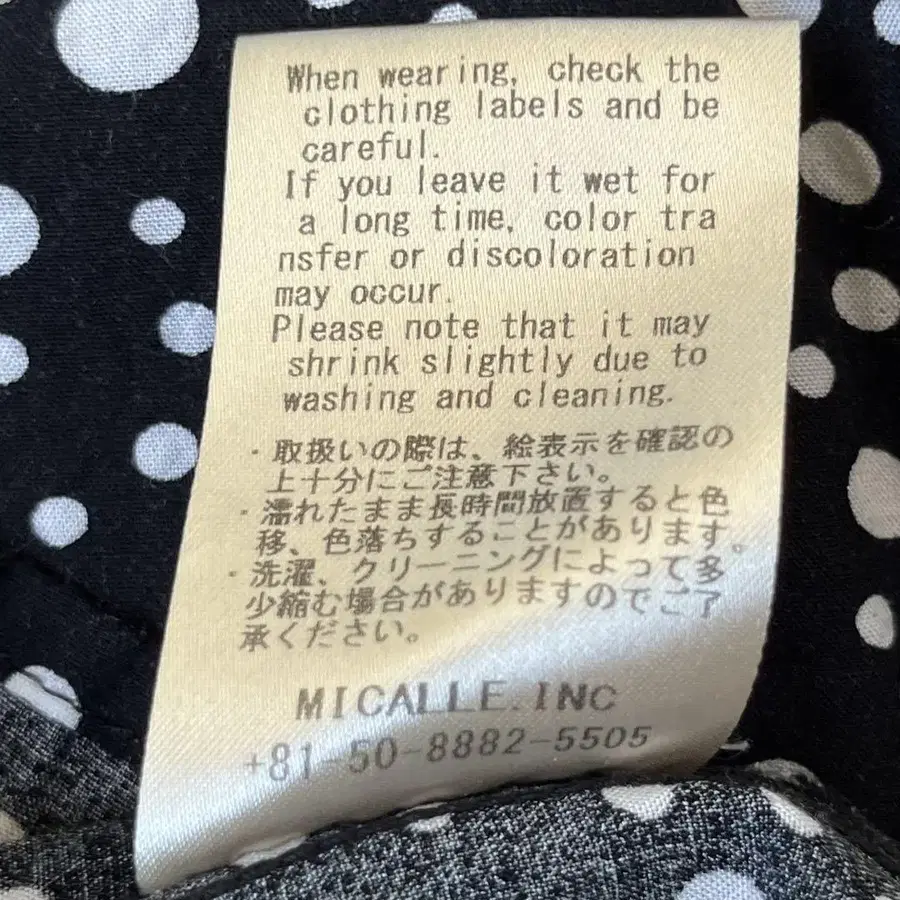 When wearing, check the
clothing labels and be
careful.
If you leave it wet for
a long time, color tra
nsfer or discoloration
may occur.
Please note that it may
shrink slightly due to
washing and cleaning.
・取扱いの際は、絵表示を確認の
上十分にご注意下さい。
・濡れたまま長時間放置すると色
移、色落ちすることがあります。
・洗濯、クリーニングによって多
少縮む場合がありますのでご了
承ください。
MICALLE.INC
+81-50-8882-5505